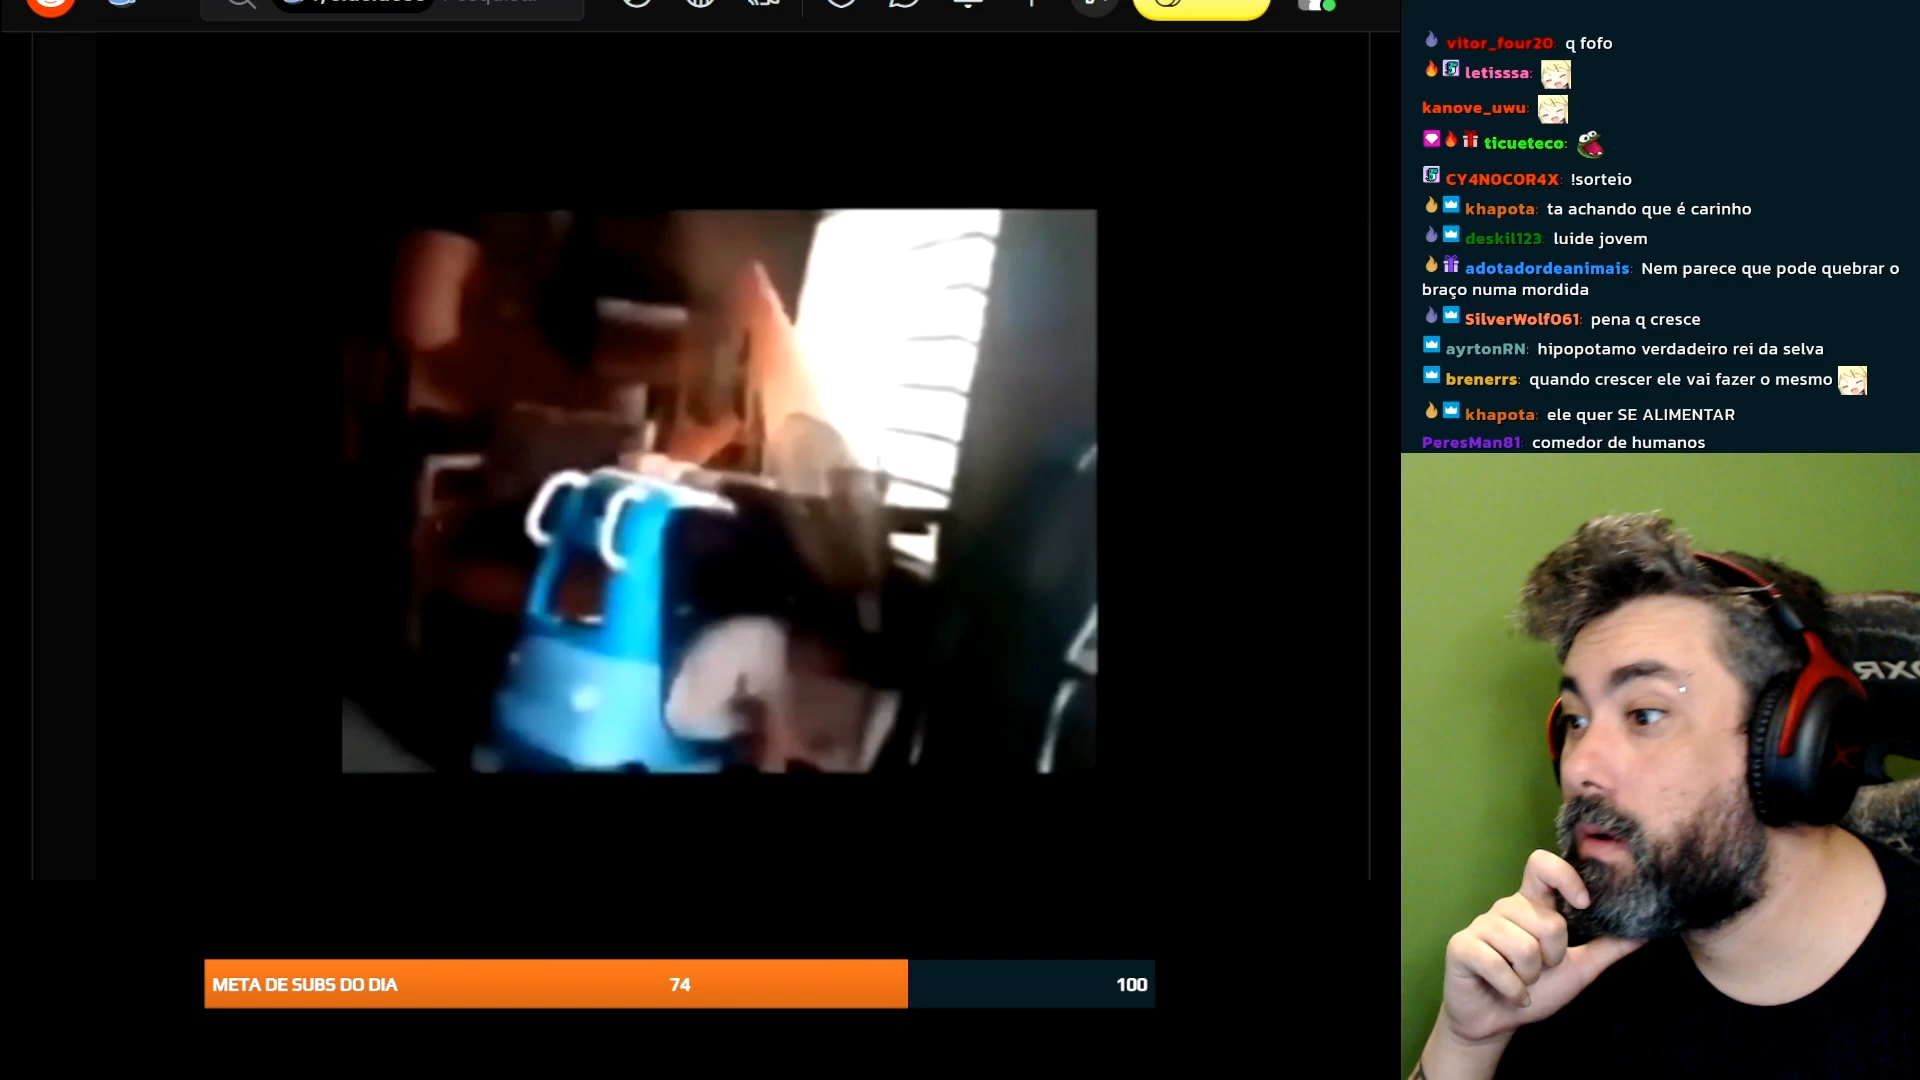 vitor_four20: q fofo
letisssa:
kanove_uwu:
ticueteco:
CY4N0C0R4X: !sorteio
khapota: ta achando que é carinho
deskil123: luide jovem
adotadordeanimais: Nem parece que pode quebrar o
braço numa mordida
SilverWolf061: pena q cresce
ayrtonRN: hipopotamo verdadeiro rei da selva
brenerrs: quando crescer ele vai fazer o mesmo
khapota: ele quer SE ALIMENTAR
PeresMan81: comedor de humanos
META DE SUBS DO DIA 74 100